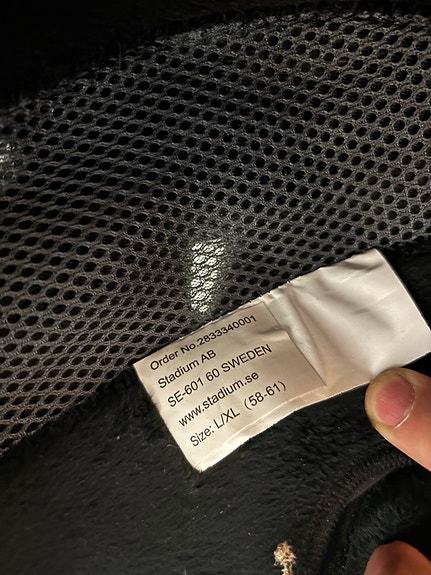 Order No.2833340001
Stadium AB
SE-601 60 SWEDEN
www.stadium.se
Size: L/XL (58-61)